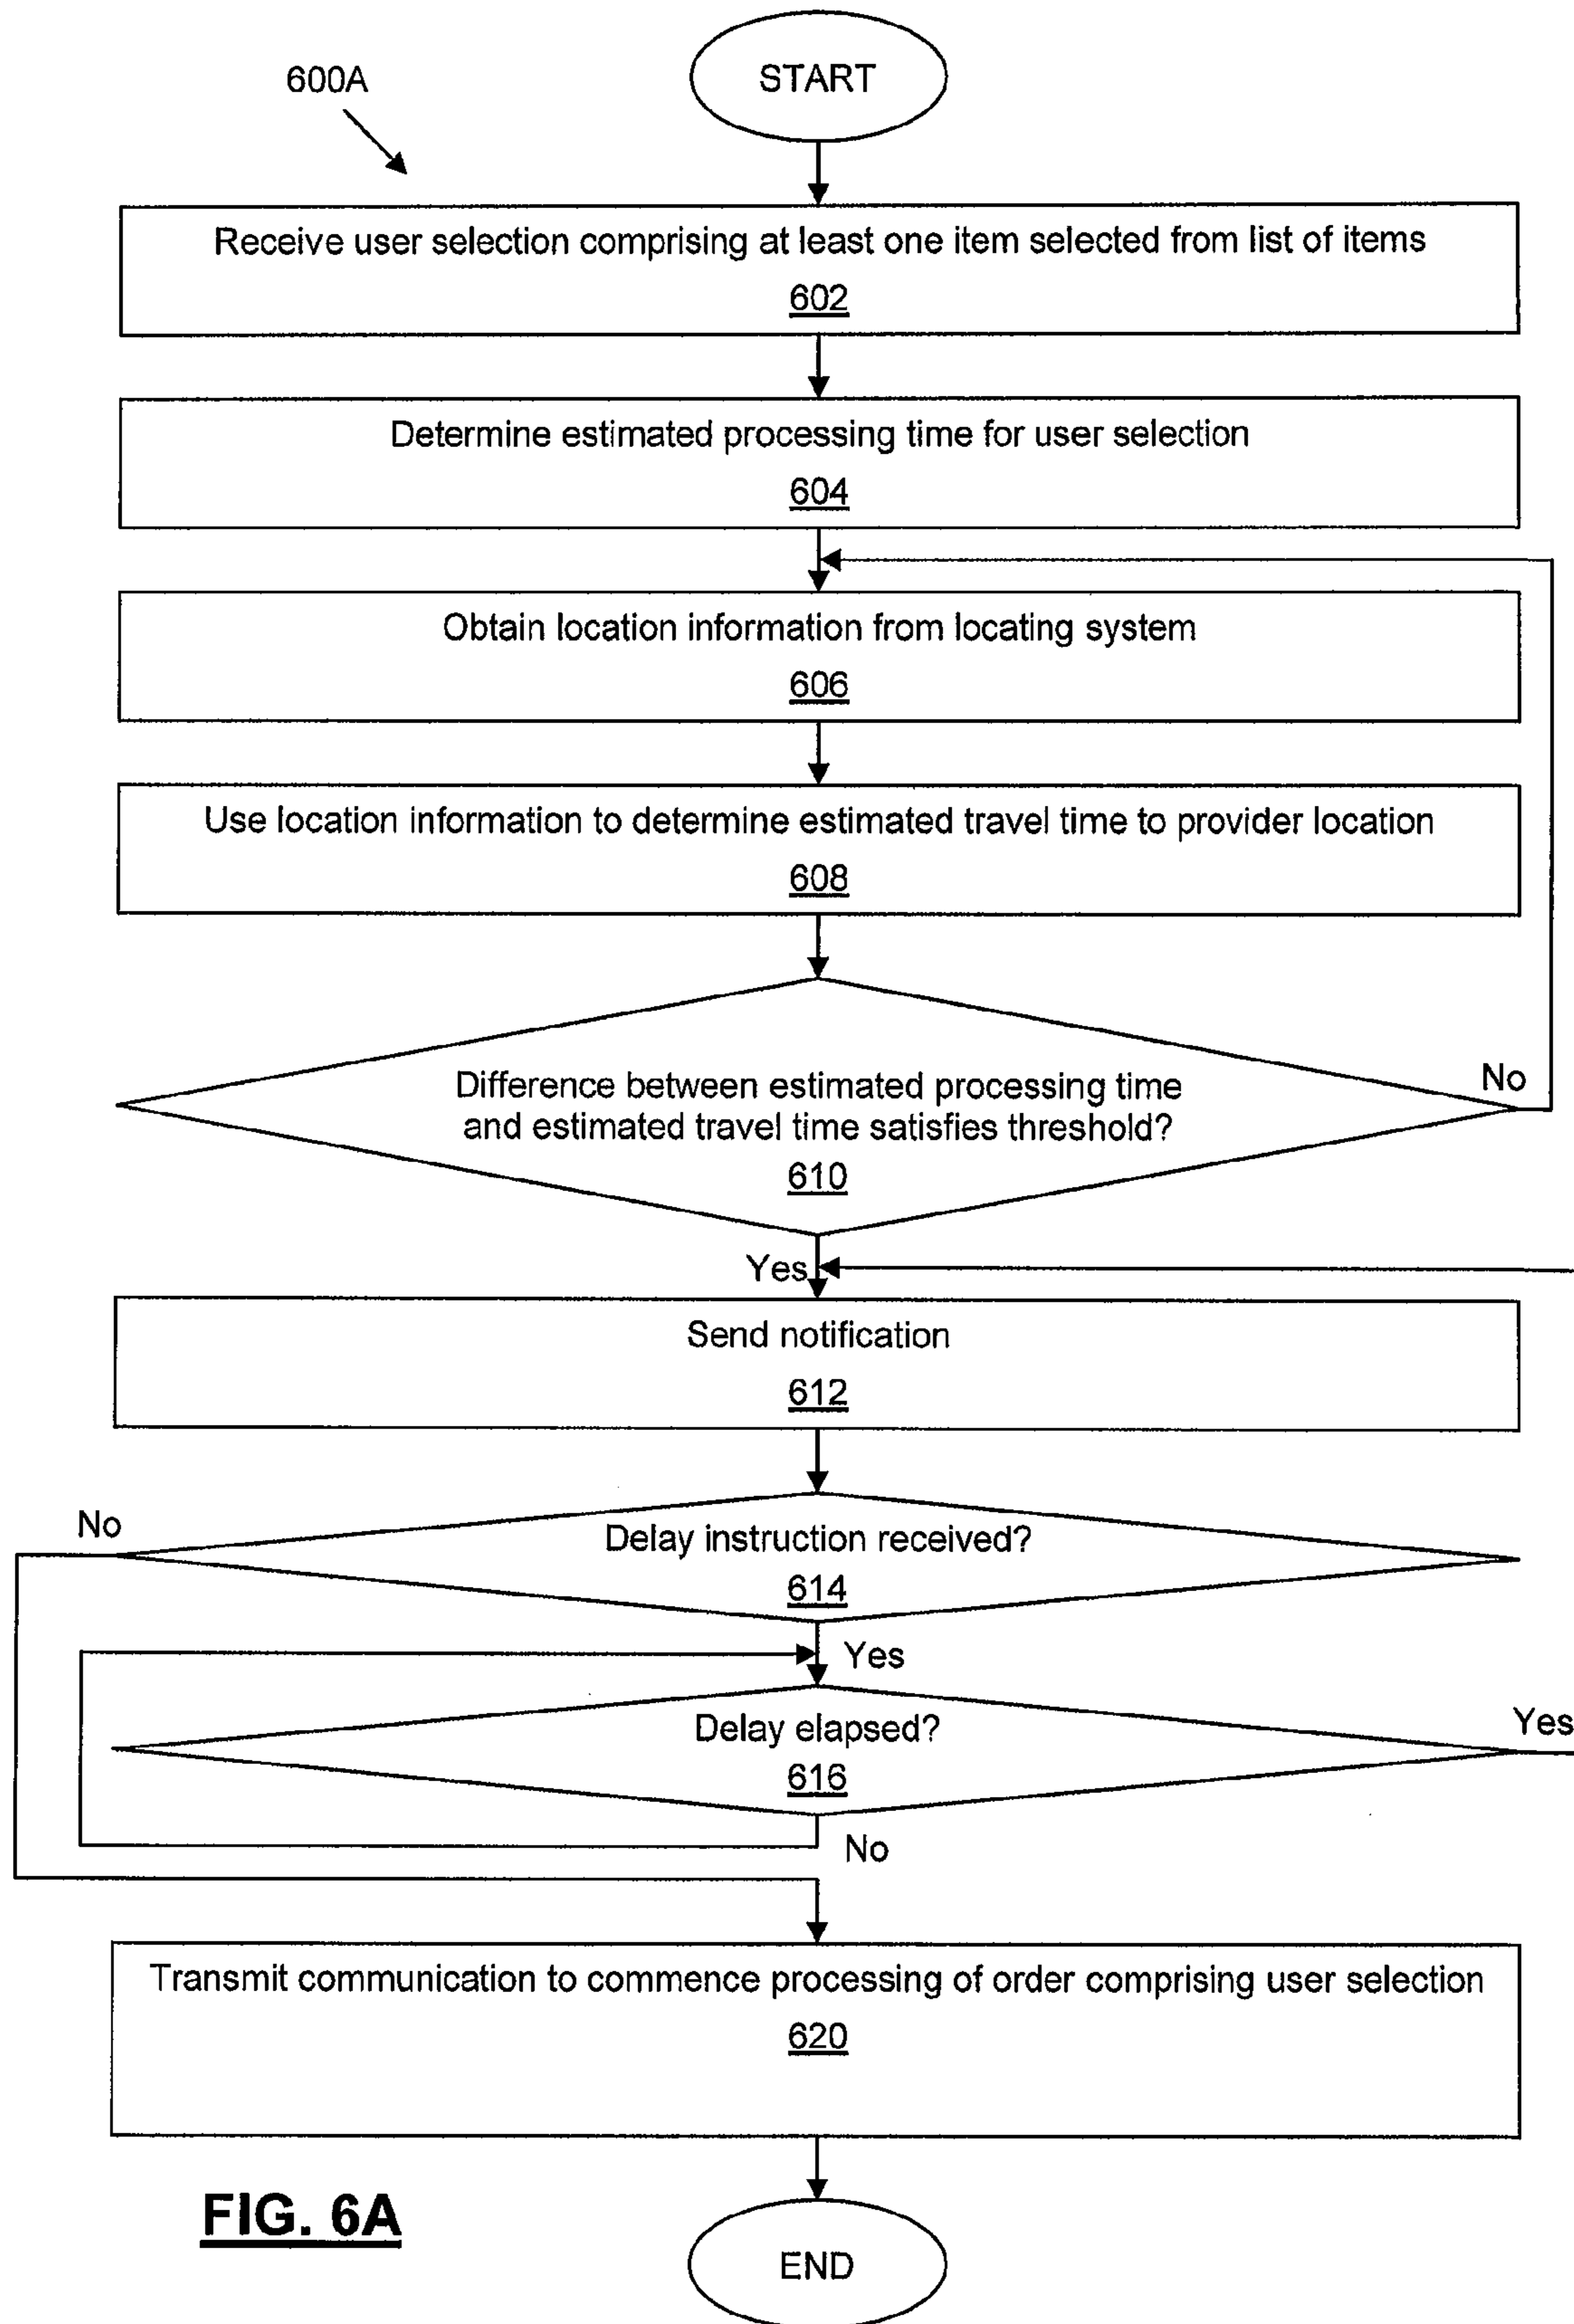 START
600A
Receive user selection comprising at least one item selected from list of items
602
Determine estimated processing time for user selection
604
Obtain location information from locating system
606
Use location information to determine estimated travel time to provider location
608
Difference between estimated processing time
and estimated travel time satisfies threshold?
610
No
Yes
Send notification
612
No
Delay instruction received?
614
Yes
Delay elapsed?
616
Yes
No
Transmit communication to commence processing of order comprising user selection
620
FIG. 6A
END